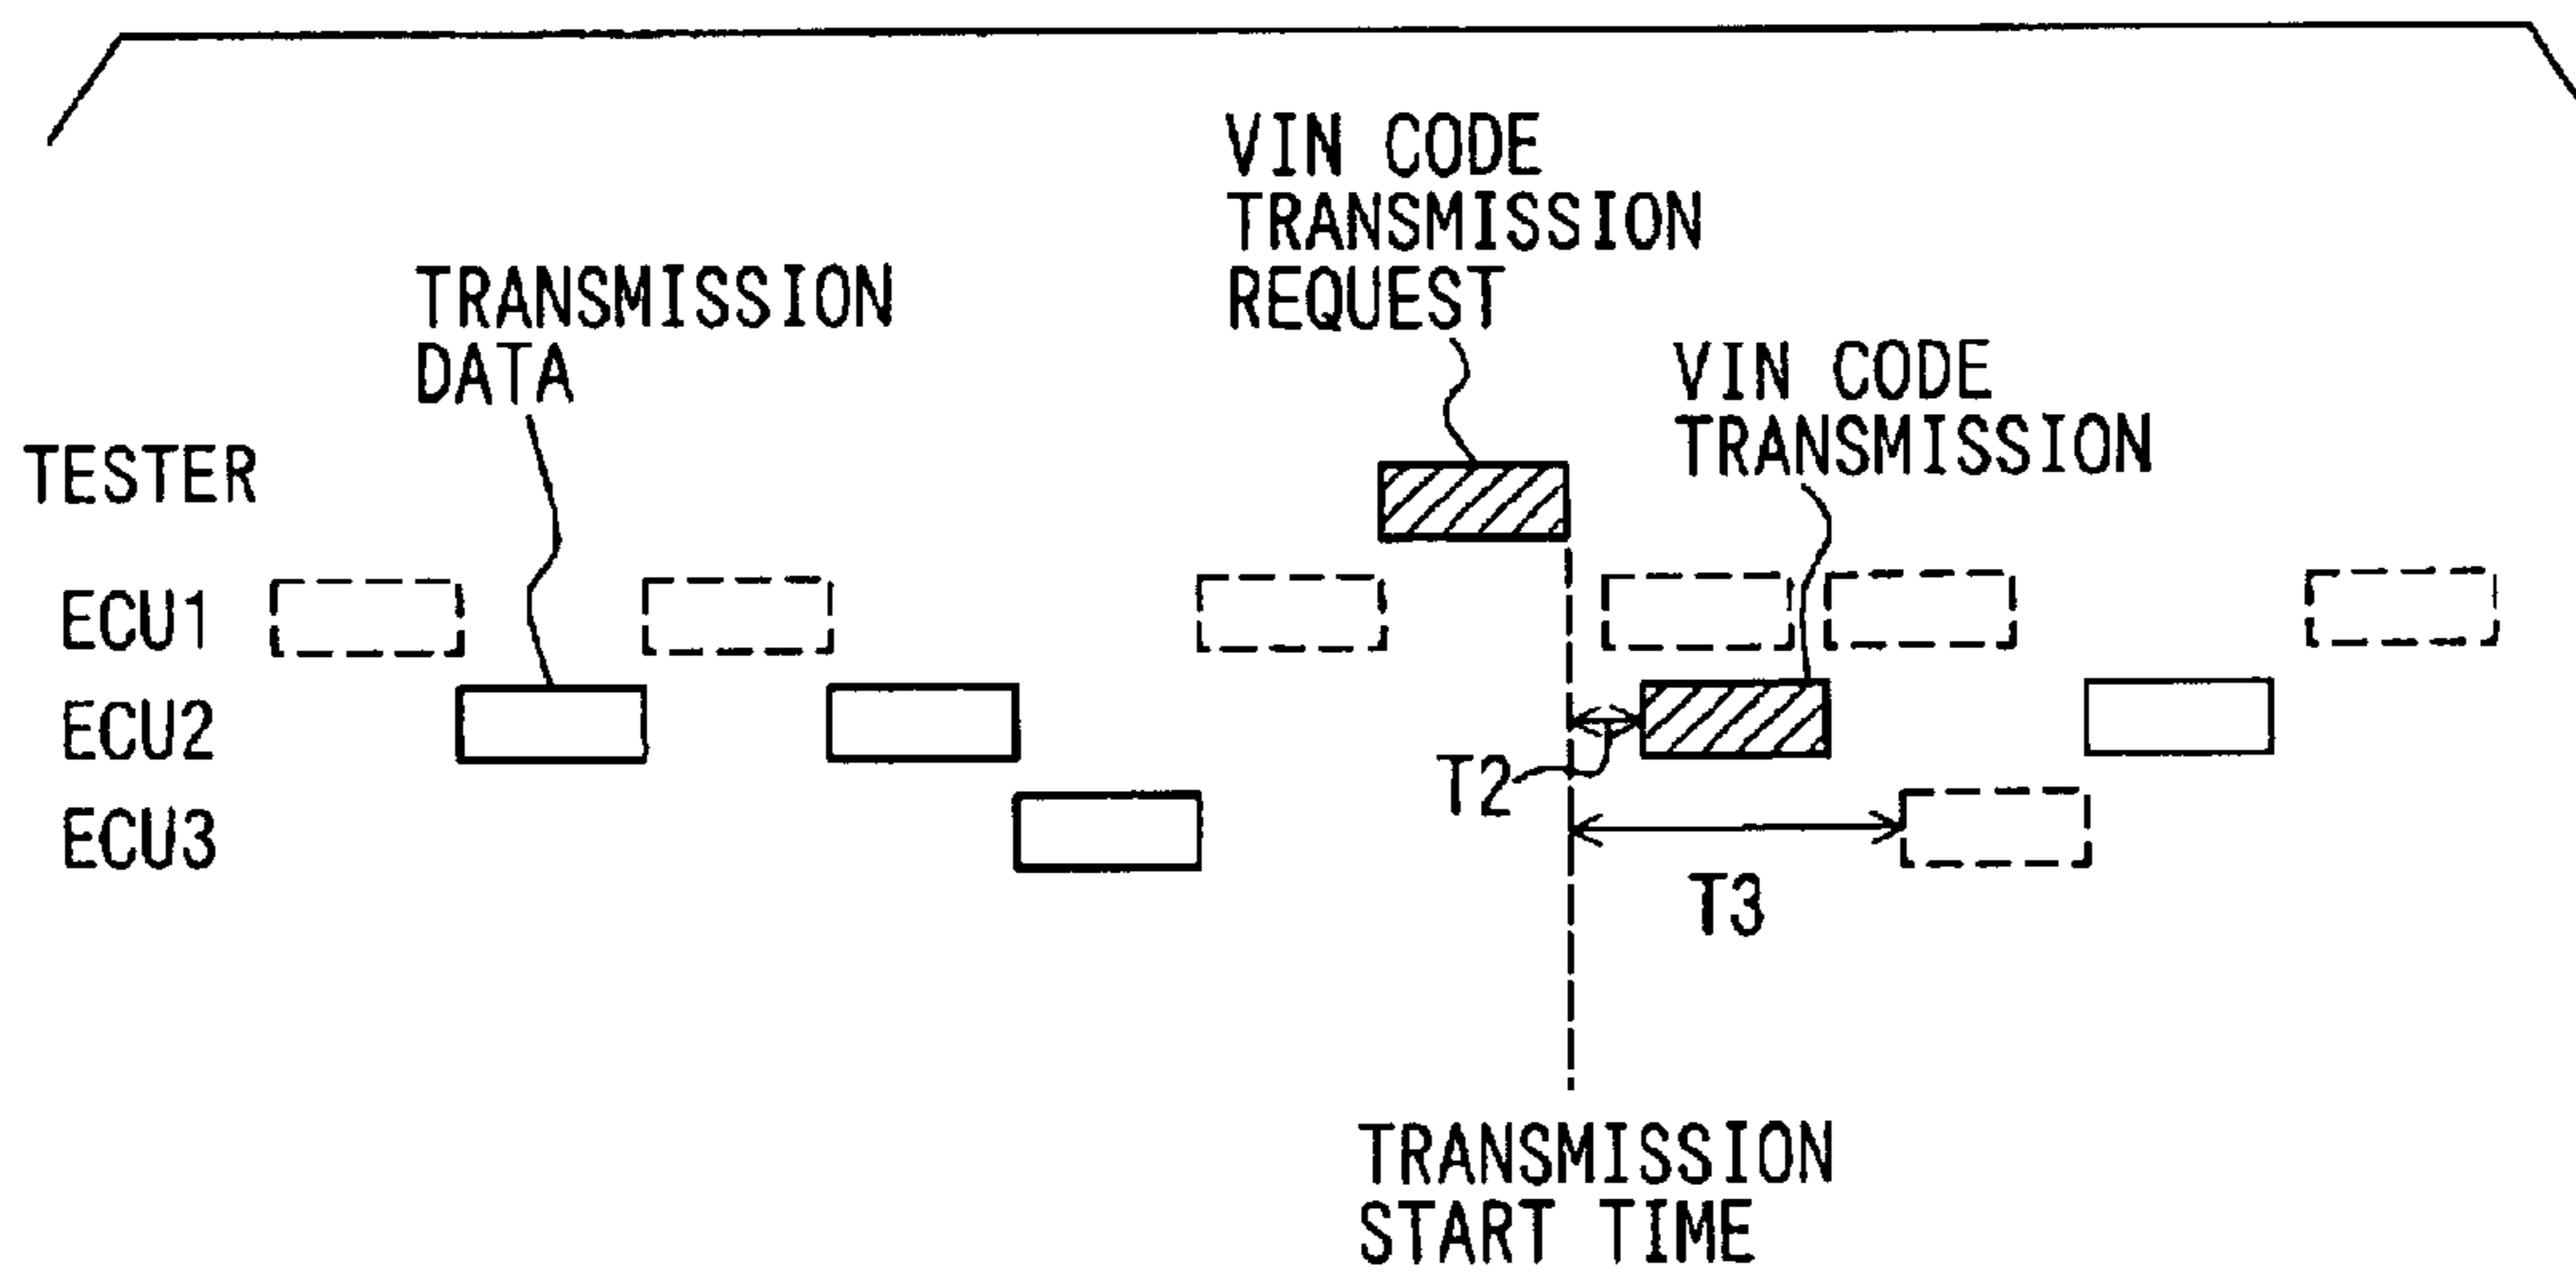 VIN CODE
TRANSMISSION
REQUEST
TRANSMISSION
DATA
VIN CODE
TRANSMISSION
TESTER
ECU1
ECU2
T2
ECU3
T3
TRANSMISSION
START TIME